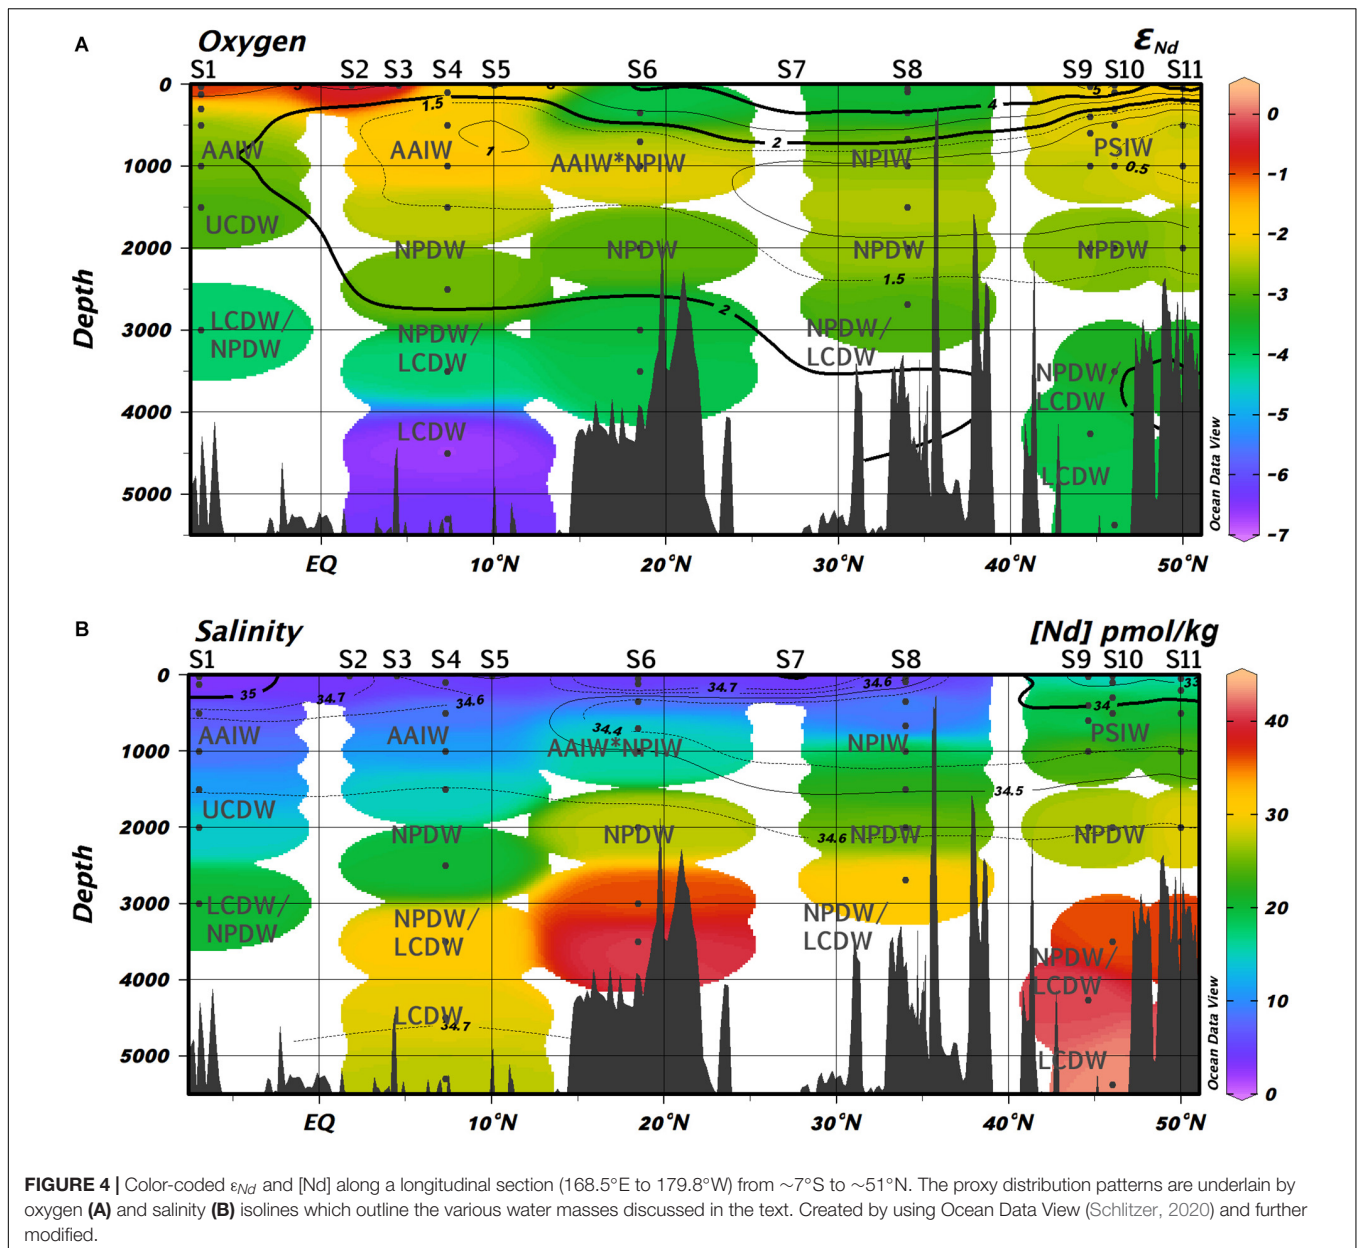 A
Oxygen
εNd
S1 S2 S3 S4 S5 S6 S7 S8 S9 S10 S11
0
1000
2000
3000
4000
5000
Depth
5 4 5
1.5
1
2
0.5
1.5
2
AAIW AAIW AAIW*NPIW NPIW PSIW
UCDW NPDW NPDW NPDW NPDW
LCDW/
NPDW
NPDW/
LCDW
NPDW/
LCDW
NPDW/
LCDW
LCDW
LCDW
EQ 10°N 20°N 30°N 40°N 50°N
0
-1
-2
-3
-4
-5
-6
-7
Ocean Data View
B
Salinity
[Nd] pmol/kg
S1 S2 S3 S4 S5 S6 S7 S8 S9 S10 S11
0
1000
2000
3000
4000
5000
Depth
35 34.7 34.6 34.7 34.6 33
34
34.4
34.5
34.6
34.7
AAIW AAIW AAIW*NPIW NPIW PSIW
UCDW NPDW NPDW NPDW NPDW
LCDW/
NPDW
NPDW/
LCDW
NPDW/
LCDW
NPDW/
LCDW
LCDW
LCDW
EQ 10°N 20°N 30°N 40°N 50°N
40
30
20
10
0
Ocean Data View
FIGURE 4 | Color-coded εNd and [Nd] along a longitudinal section (168.5°E to 179.8°W) from ∼7°S to ∼51°N. The proxy distribution patterns are underlain by
oxygen (A) and salinity (B) isolines which outline the various water masses discussed in the text. Created by using Ocean Data View (Schlitzer, 2020) and further
modified.